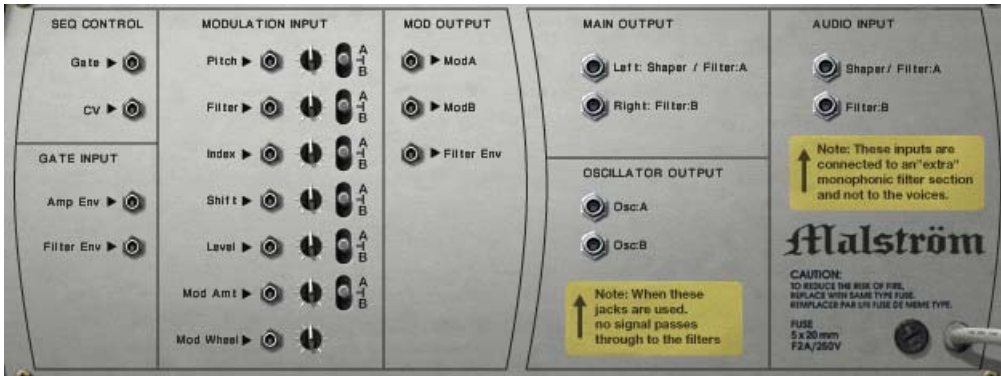 SEQ CONTROL
Gate
CV
GATE INPUT
Amp Env
Filter Env
MODULATION INPUT
Pitch
A
B
Filter
A
B
Index
A
B
Shift
A
B
Level
A
B
Mod Amt
A
B
Mod Wheel
MOD OUTPUT
ModA
ModB
Filter Env
MAIN OUTPUT
Left: Shaper / Filter:A
Right: Filter:B
OSCILLATOR OUTPUT
Osc:A
Osc:B
Note: When these
jacks are used.
no signal passes
through to the filters
AUDIO INPUT
Shaper/ Filter:A
Filter:B
Note: These inputs are
connected to an"extra"
monophonic filter section
and not to the voices.
Malström
CAUTION:
TO REDUCE THE RISK OF FIRE,
REPLACE WITH SAME TYPE FUSE.
REMPLACER PAR UN FUSE DE MEME TYPE.
FUSE
5 x 20 mm
F2A/250V